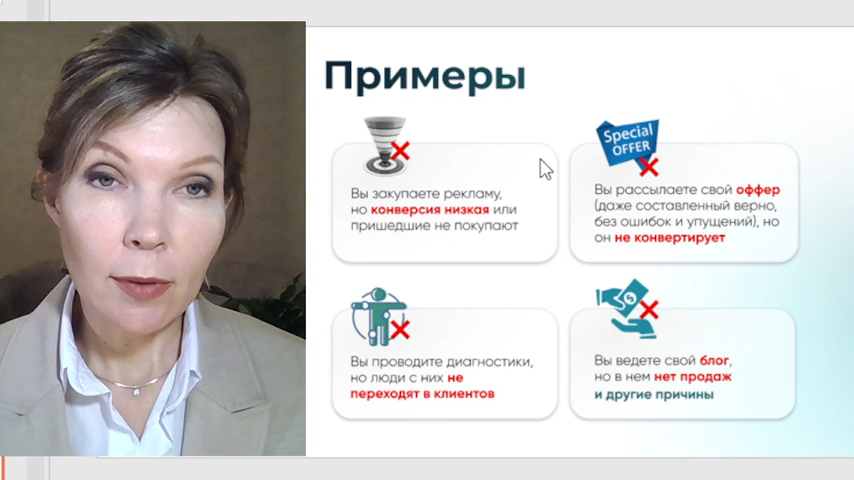 Примеры
Вы закупаете рекламу,
но конверсия низкая или
пришедшие не покупают
Special
OFFER
Вы рассылаете свой оффер
(даже составленный верно,
без ошибок и упущений), но
он не конвертирует
Вы проводите диагностики,
но люди с них не
переходят в клиентов
Вы ведете свой блог,
но в нем нет продаж
и другие причины